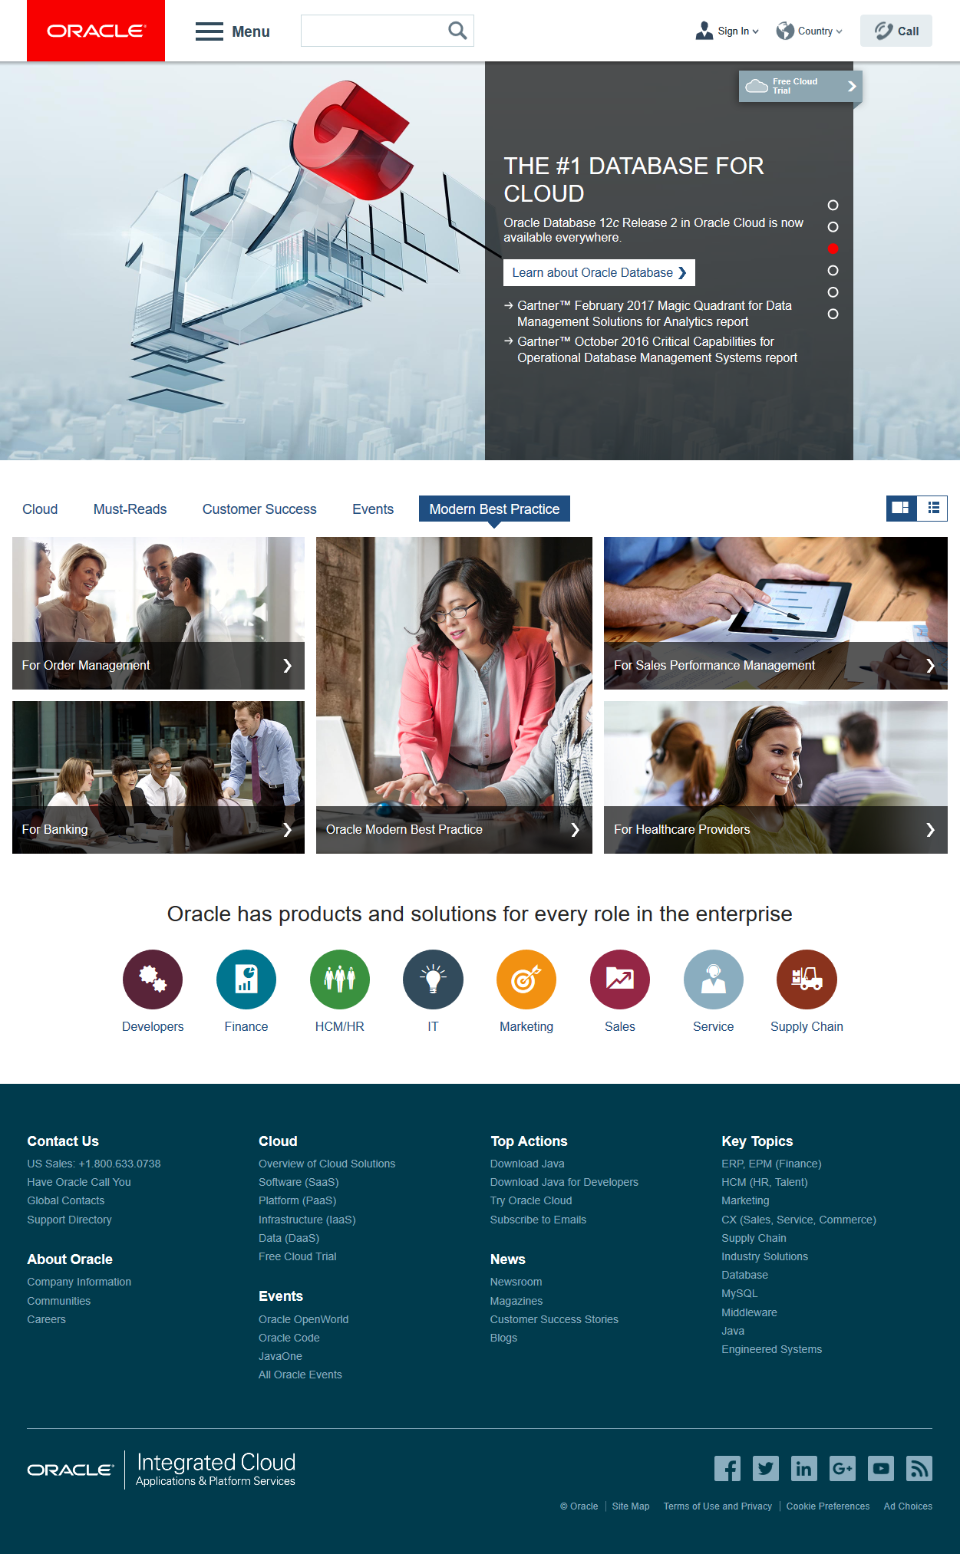 ORACLE
Menu
Sign In
Country
Call
Free Cloud
Trial
12c
THE #1 DATABASE FOR
CLOUD
Oracle Database 12c Release 2 in Oracle Cloud is now
available everywhere.
Learn about Oracle Database
Gartner™ February 2017 Magic Quadrant for Data
Management Solutions for Analytics report
Gartner™ October 2016 Critical Capabilities for
Operational Database Management Systems report
Cloud
Must-Reads
Customer Success
Events
Modern Best Practice
For Order Management
For Sales Performance Management
For Banking
Oracle Modern Best Practice
For Healthcare Providers
Oracle has products and solutions for every role in the enterprise
Developers
Finance
HCM/HR
IT
Marketing
Sales
Service
Supply Chain
Contact Us
US Sales: +1.800.633.0738
Have Oracle Call You
Global Contacts
Support Directory
About Oracle
Company Information
Communities
Careers
Cloud
Overview of Cloud Solutions
Software (SaaS)
Platform (PaaS)
Infrastructure (IaaS)
Data (DaaS)
Free Cloud Trial
Events
Oracle OpenWorld
Oracle Code
JavaOne
All Oracle Events
Top Actions
Download Java
Download Java for Developers
Try Oracle Cloud
Subscribe to Emails
News
Newsroom
Magazines
Customer Success Stories
Blogs
Key Topics
ERP, EPM (Finance)
HCM (HR, Talent)
Marketing
CX (Sales, Service, Commerce)
Supply Chain
Industry Solutions
Database
MySQL
Middleware
Java
Engineered Systems
ORACLE
Integrated Cloud
Applications & Platform Services
© Oracle
Site Map
Terms of Use and Privacy
Cookie Preferences
Ad Choices